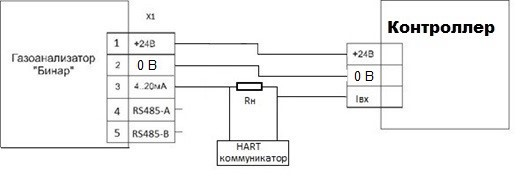 X1
Газоанализатор
"Бинар"
1 +24В
2 0 В
3 4..20мА
4 RS485-A
5 RS485-B
Rн
HART
коммуникатор
Контроллер
+24В
0 В
Iвх